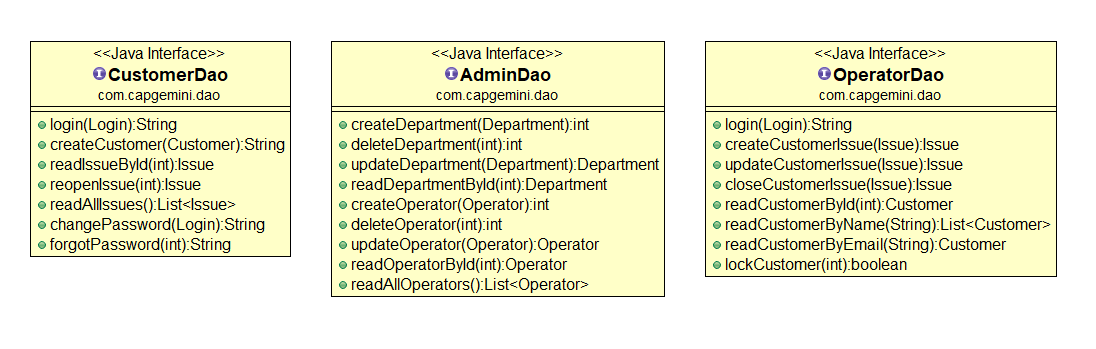 <<Java Interface>>
CustomerDao
com.capgemini.dao
login(Login):String
createCustomer(Customer):String
readIssueById(int):Issue
reopenIssue(int):Issue
readAllIssues():List<Issue>
changePassword(Login):String
forgotPassword(int):String
<<Java Interface>>
AdminDao
com.capgemini.dao
createDepartment(Department):int
deleteDepartment(int):int
updateDepartment(Department):Department
readDepartmentById(int):Department
createOperator(Operator):int
deleteOperator(int):int
updateOperator(Operator):Operator
readOperatorById(int):Operator
readAllOperators():List<Operator>
<<Java Interface>>
OperatorDao
com.capgemini.dao
login(Login):String
createCustomerIssue(Issue):Issue
updateCustomerIssue(Issue):Issue
closeCustomerIssue(Issue):Issue
readCustomerById(int):Customer
readCustomerByName(String):List<Customer>
readCustomerByEmail(String):Customer
lockCustomer(int):boolean